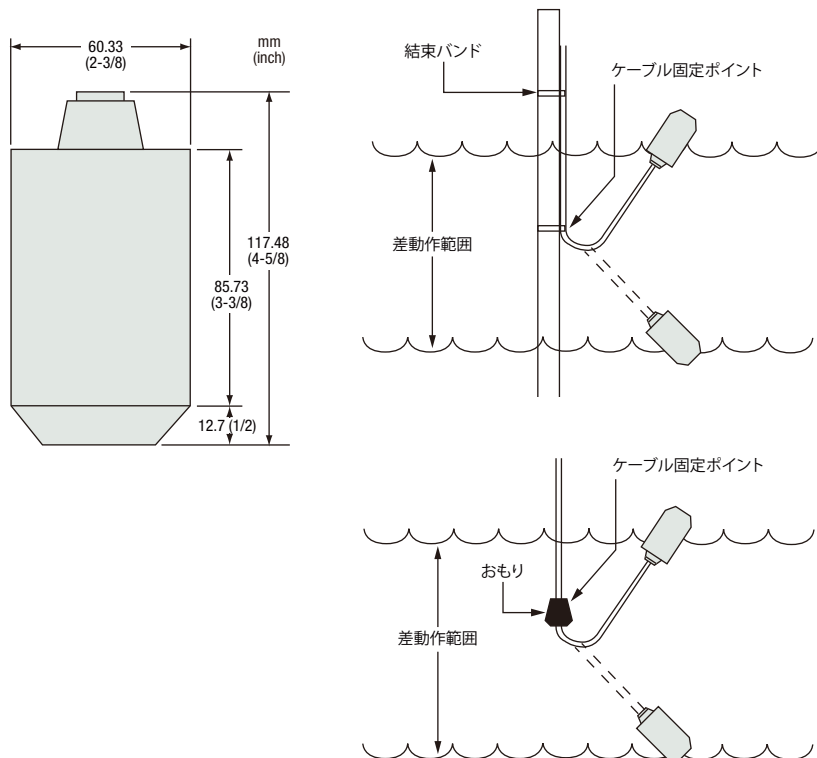 60.33
(2-3/8)
mm
(inch)
117.48
(4-5/8)
85.73
(3-3/8)
12.7 (1/2)
結束バンド
ケーブル固定ポイント
差動作範囲
ケーブル固定ポイント
おもり
差動作範囲